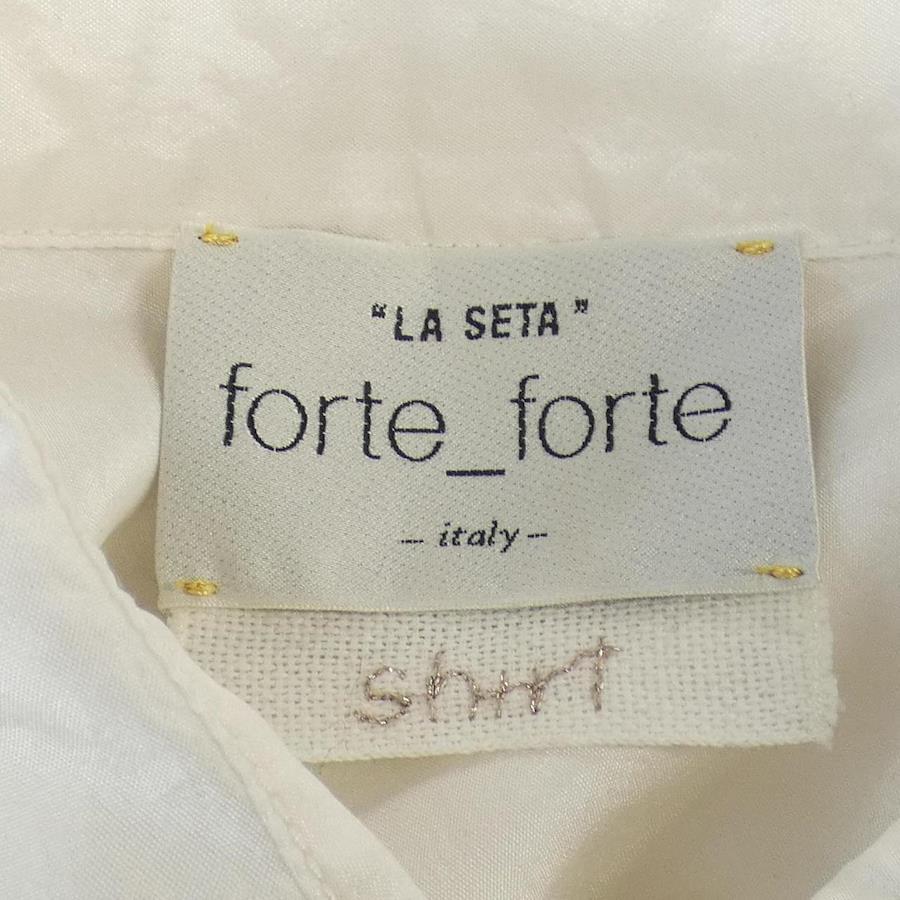 “LA SETA”
forte_forte
– italy –
shirt